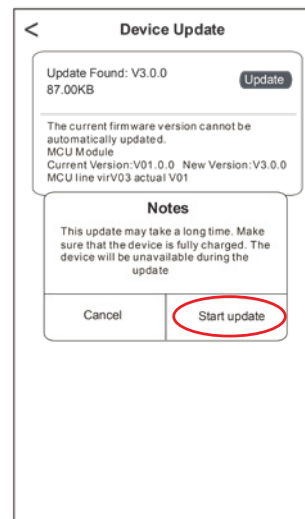 < Device Update
Update Found: V3.0.0
87.00KB
Update
The current firmware version cannot be
automatically updated.
MCU Module
Current Version:V01.0.0 New Version:V3.0.0
MCU line virV03 actual V01
Notes
This update may take a long time. Make
sure that the device is fully charged. The
device will be unavailable during the
update
Cancel
Start update